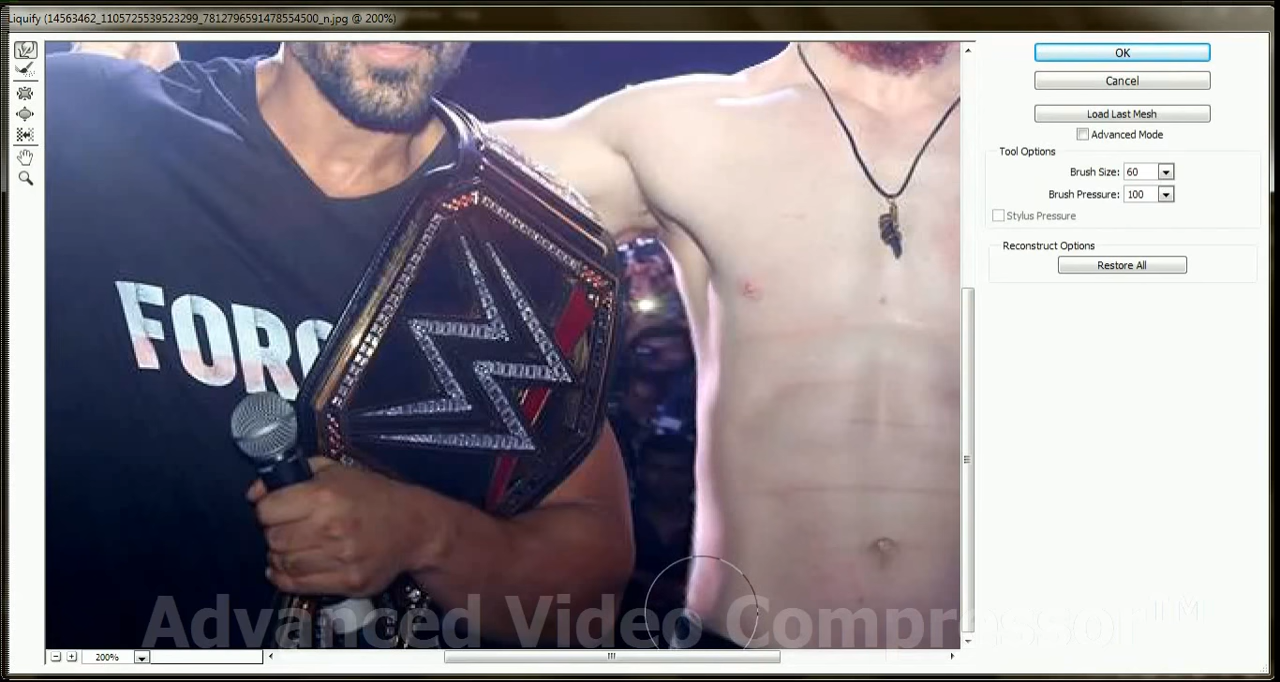 Liquify (14563462_1105725539523299_7812796591478554500_n.jpg @ 200%)
OK
Cancel
Load Last Mesh
Advanced Mode
Tool Options
Brush Size: 60
Brush Pressure: 100
Stylus Pressure
Reconstruct Options
Restore All
FORC
W
Advanced Video Compressor™
200%